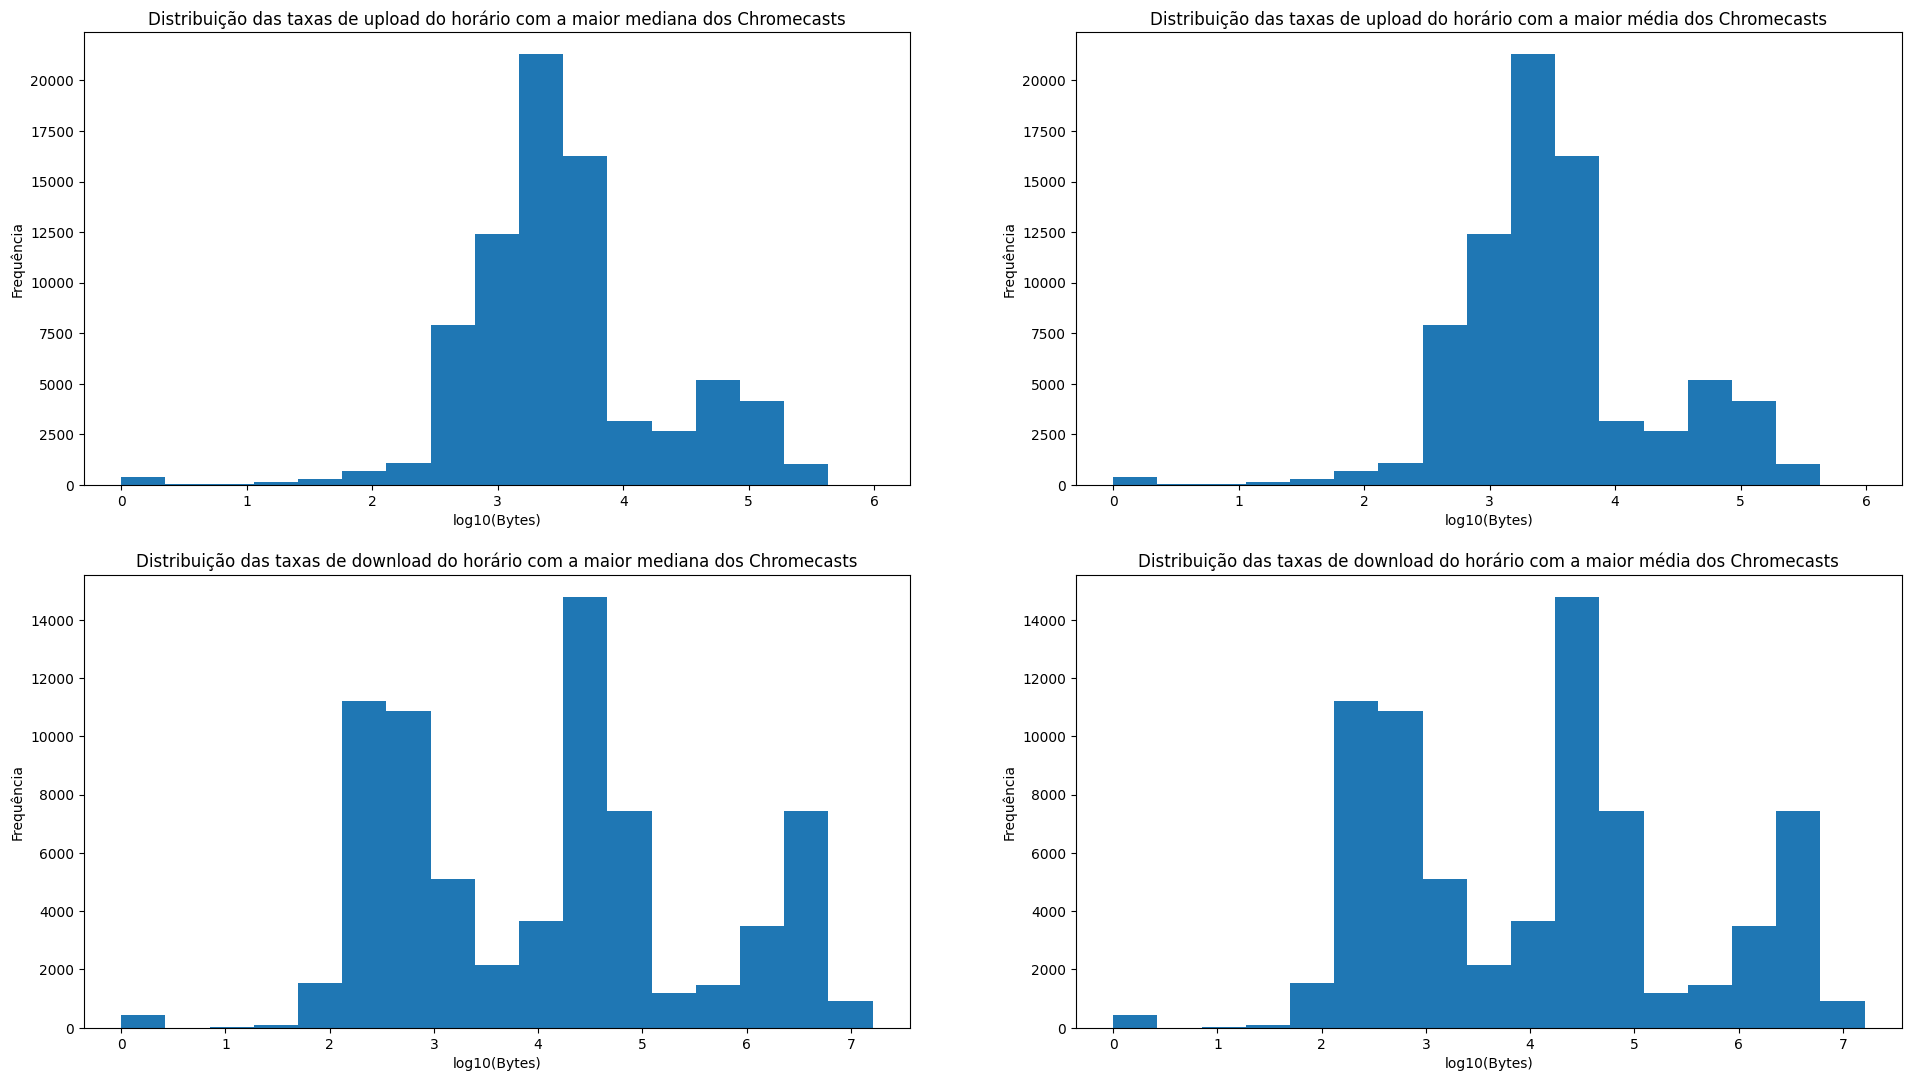 Distribuição das taxas de upload do horário com a maior mediana dos Chromecasts
Frequência
20000
17500
15000
12500
10000
7500
5000
2500
0
0 1 2 3 4 5 6
log10(Bytes)
Distribuição das taxas de upload do horário com a maior média dos Chromecasts
Frequência
20000
17500
15000
12500
10000
7500
5000
2500
0
0 1 2 3 4 5 6
log10(Bytes)
Distribuição das taxas de download do horário com a maior mediana dos Chromecasts
Frequência
14000
12000
10000
8000
6000
4000
2000
0
0 1 2 3 4 5 6 7
log10(Bytes)
Distribuição das taxas de download do horário com a maior média dos Chromecasts
Frequência
14000
12000
10000
8000
6000
4000
2000
0
0 1 2 3 4 5 6 7
log10(Bytes)